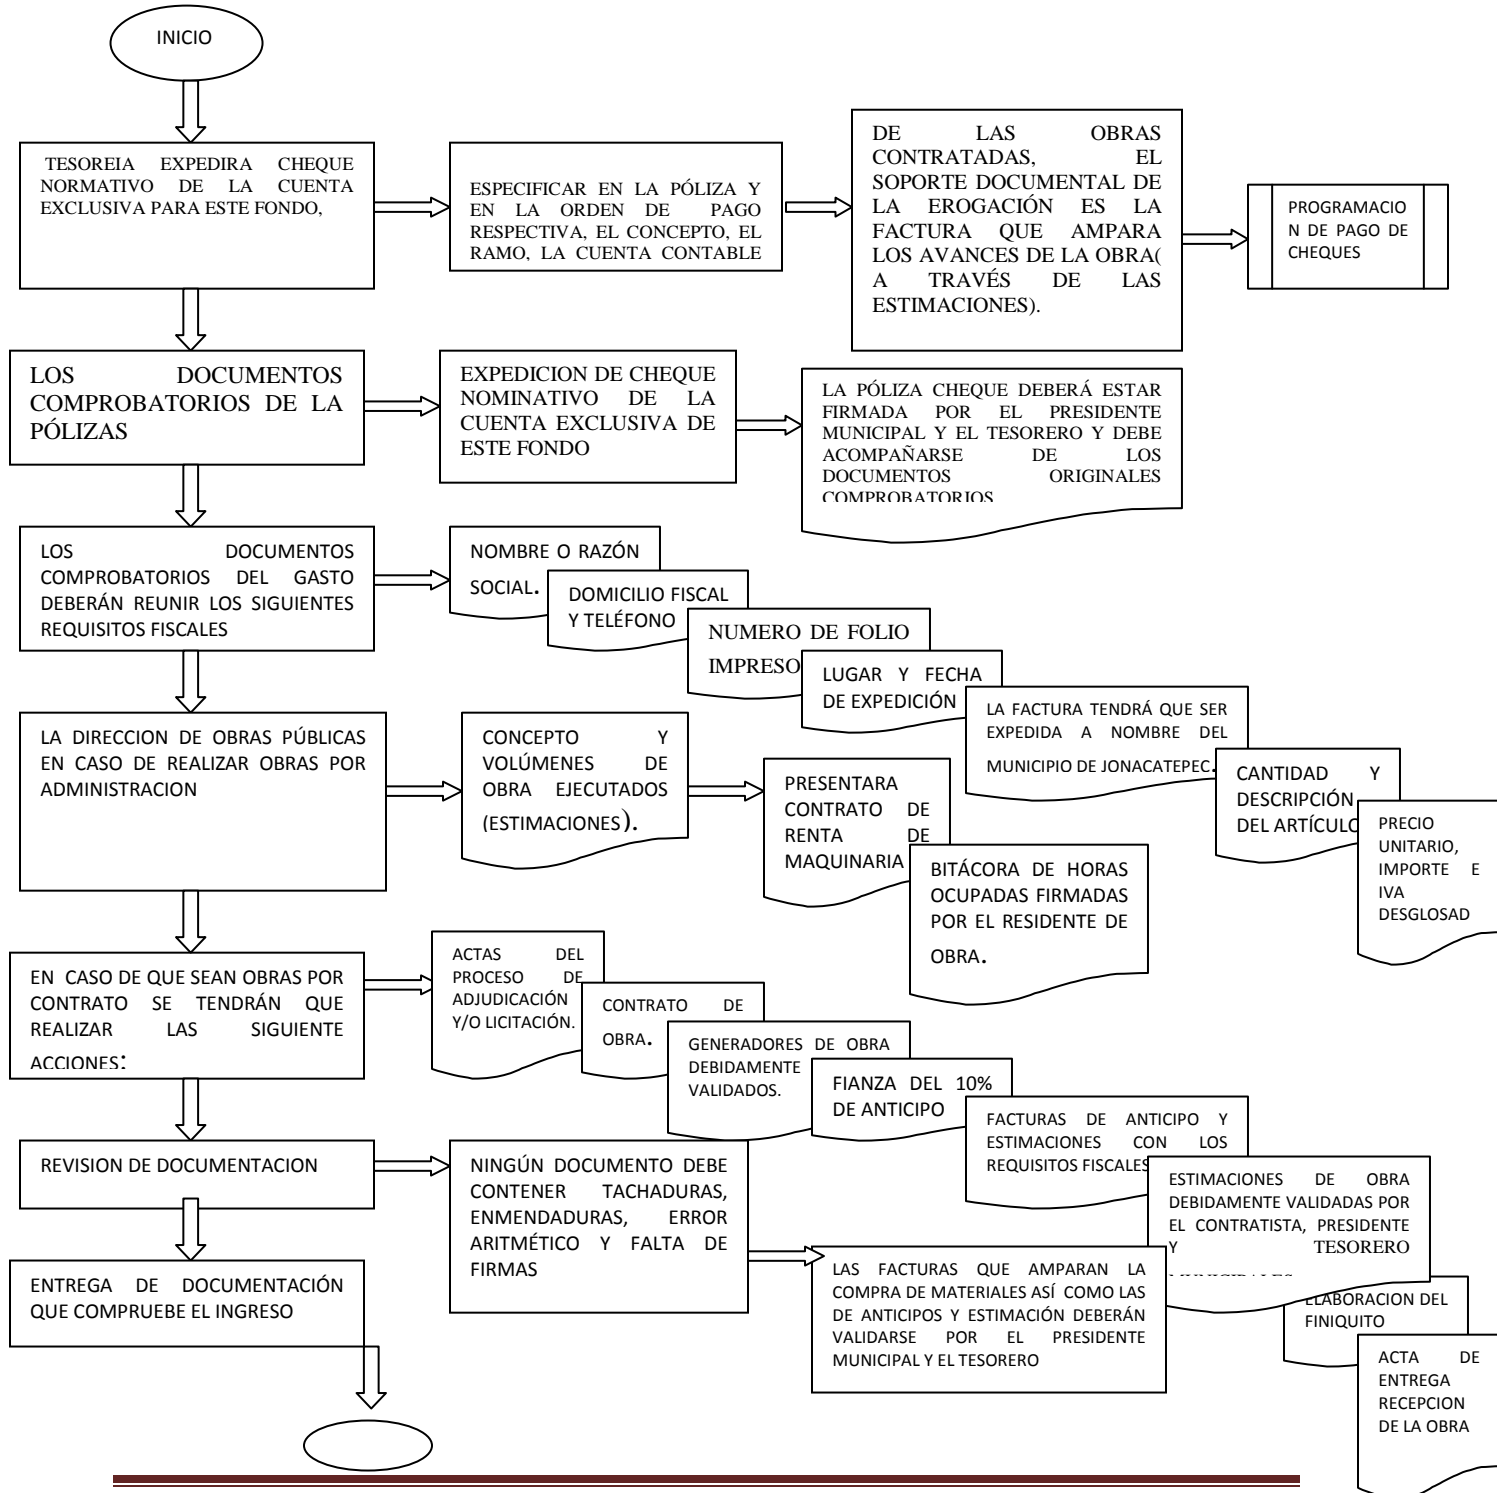 INICIO
TESOREIA EXPEDIRA CHEQUE
NORMATIVO DE LA CUENTA
EXCLUSIVA PARA ESTE FONDO,
ESPECIFICAR EN LA PÓLIZA Y
EN LA ORDEN DE PAGO
RESPECTIVA, EL CONCEPTO, EL
RAMO, LA CUENTA CONTABLE
DE LAS OBRAS
CONTRATADAS, EL
SOPORTE DOCUMENTAL DE
LA EROGACIÓN ES LA
FACTURA QUE AMPARA
LOS AVANCES DE LA OBRA(
A TRAVÉS DE LAS
ESTIMACIONES).
PROGRAMACIO
N DE PAGO DE
CHEQUES
LOS DOCUMENTOS
COMPROBATORIOS DE LA
PÓLIZAS
EXPEDICION DE CHEQUE
NOMINATIVO DE LA
CUENTA EXCLUSIVA DE
ESTE FONDO
LA PÓLIZA CHEQUE DEBERÁ ESTAR
FIRMADA POR EL PRESIDENTE
MUNICIPAL Y EL TESORERO Y DEBE
ACOMPAÑARSE DE LOS
DOCUMENTOS ORIGINALES
COMPROBATORIOS
LOS DOCUMENTOS
COMPROBATORIOS DEL GASTO
DEBERÁN REUNIR LOS SIGUIENTES
REQUISITOS FISCALES
NOMBRE O RAZÓN
SOCIAL.
DOMICILIO FISCAL
Y TELÉFONO
NUMERO DE FOLIO
IMPRESO
LUGAR Y FECHA
DE EXPEDICIÓN
LA FACTURA TENDRÁ QUE SER
EXPEDIDA A NOMBRE DEL
MUNICIPIO DE JONACATEPEC.
CANTIDAD Y
DESCRIPCIÓN
DEL ARTÍCULO
PRECIO
UNITARIO,
IMPORTE E
IVA
DESGLOSAD
LA DIRECCION DE OBRAS PÚBLICAS
EN CASO DE REALIZAR OBRAS POR
ADMINISTRACION
CONCEPTO Y
VOLÚMENES DE
OBRA EJECUTADOS
(ESTIMACIONES).
PRESENTARA
CONTRATO DE
RENTA DE
MAQUINARIA
BITÁCORA DE HORAS
OCUPADAS FIRMADAS
POR EL RESIDENTE DE
OBRA.
EN CASO DE QUE SEAN OBRAS POR
CONTRATO SE TENDRÁN QUE
REALIZAR LAS SIGUIENTE
ACCIONES:
ACTAS DEL
PROCESO DE
ADJUDICACIÓN
Y/O LICITACIÓN.
CONTRATO DE
OBRA.
GENERADORES DE OBRA
DEBIDAMENTE
VALIDADOS.
FIANZA DEL 10%
DE ANTICIPO
FACTURAS DE ANTICIPO Y
ESTIMACIONES CON LOS
REQUISITOS FISCALES
ESTIMACIONES DE OBRA
DEBIDAMENTE VALIDADAS POR
EL CONTRATISTA, PRESIDENTE
Y TESORERO
ELABORACION DEL
FINIQUITO
ACTA DE
ENTREGA
RECEPCION
DE LA OBRA
REVISION DE DOCUMENTACION
NINGÚN DOCUMENTO DEBE
CONTENER TACHADURAS,
ENMENDADURAS, ERROR
ARITMÉTICO Y FALTA DE
FIRMAS
LAS FACTURAS QUE AMPARAN LA
COMPRA DE MATERIALES ASÍ COMO LAS
DE ANTICIPOS Y ESTIMACIÓN DEBERÁN
VALIDARSE POR EL PRESIDENTE
MUNICIPAL Y EL TESORERO
ENTREGA DE DOCUMENTACIÓN
QUE COMPRUEBE EL INGRESO